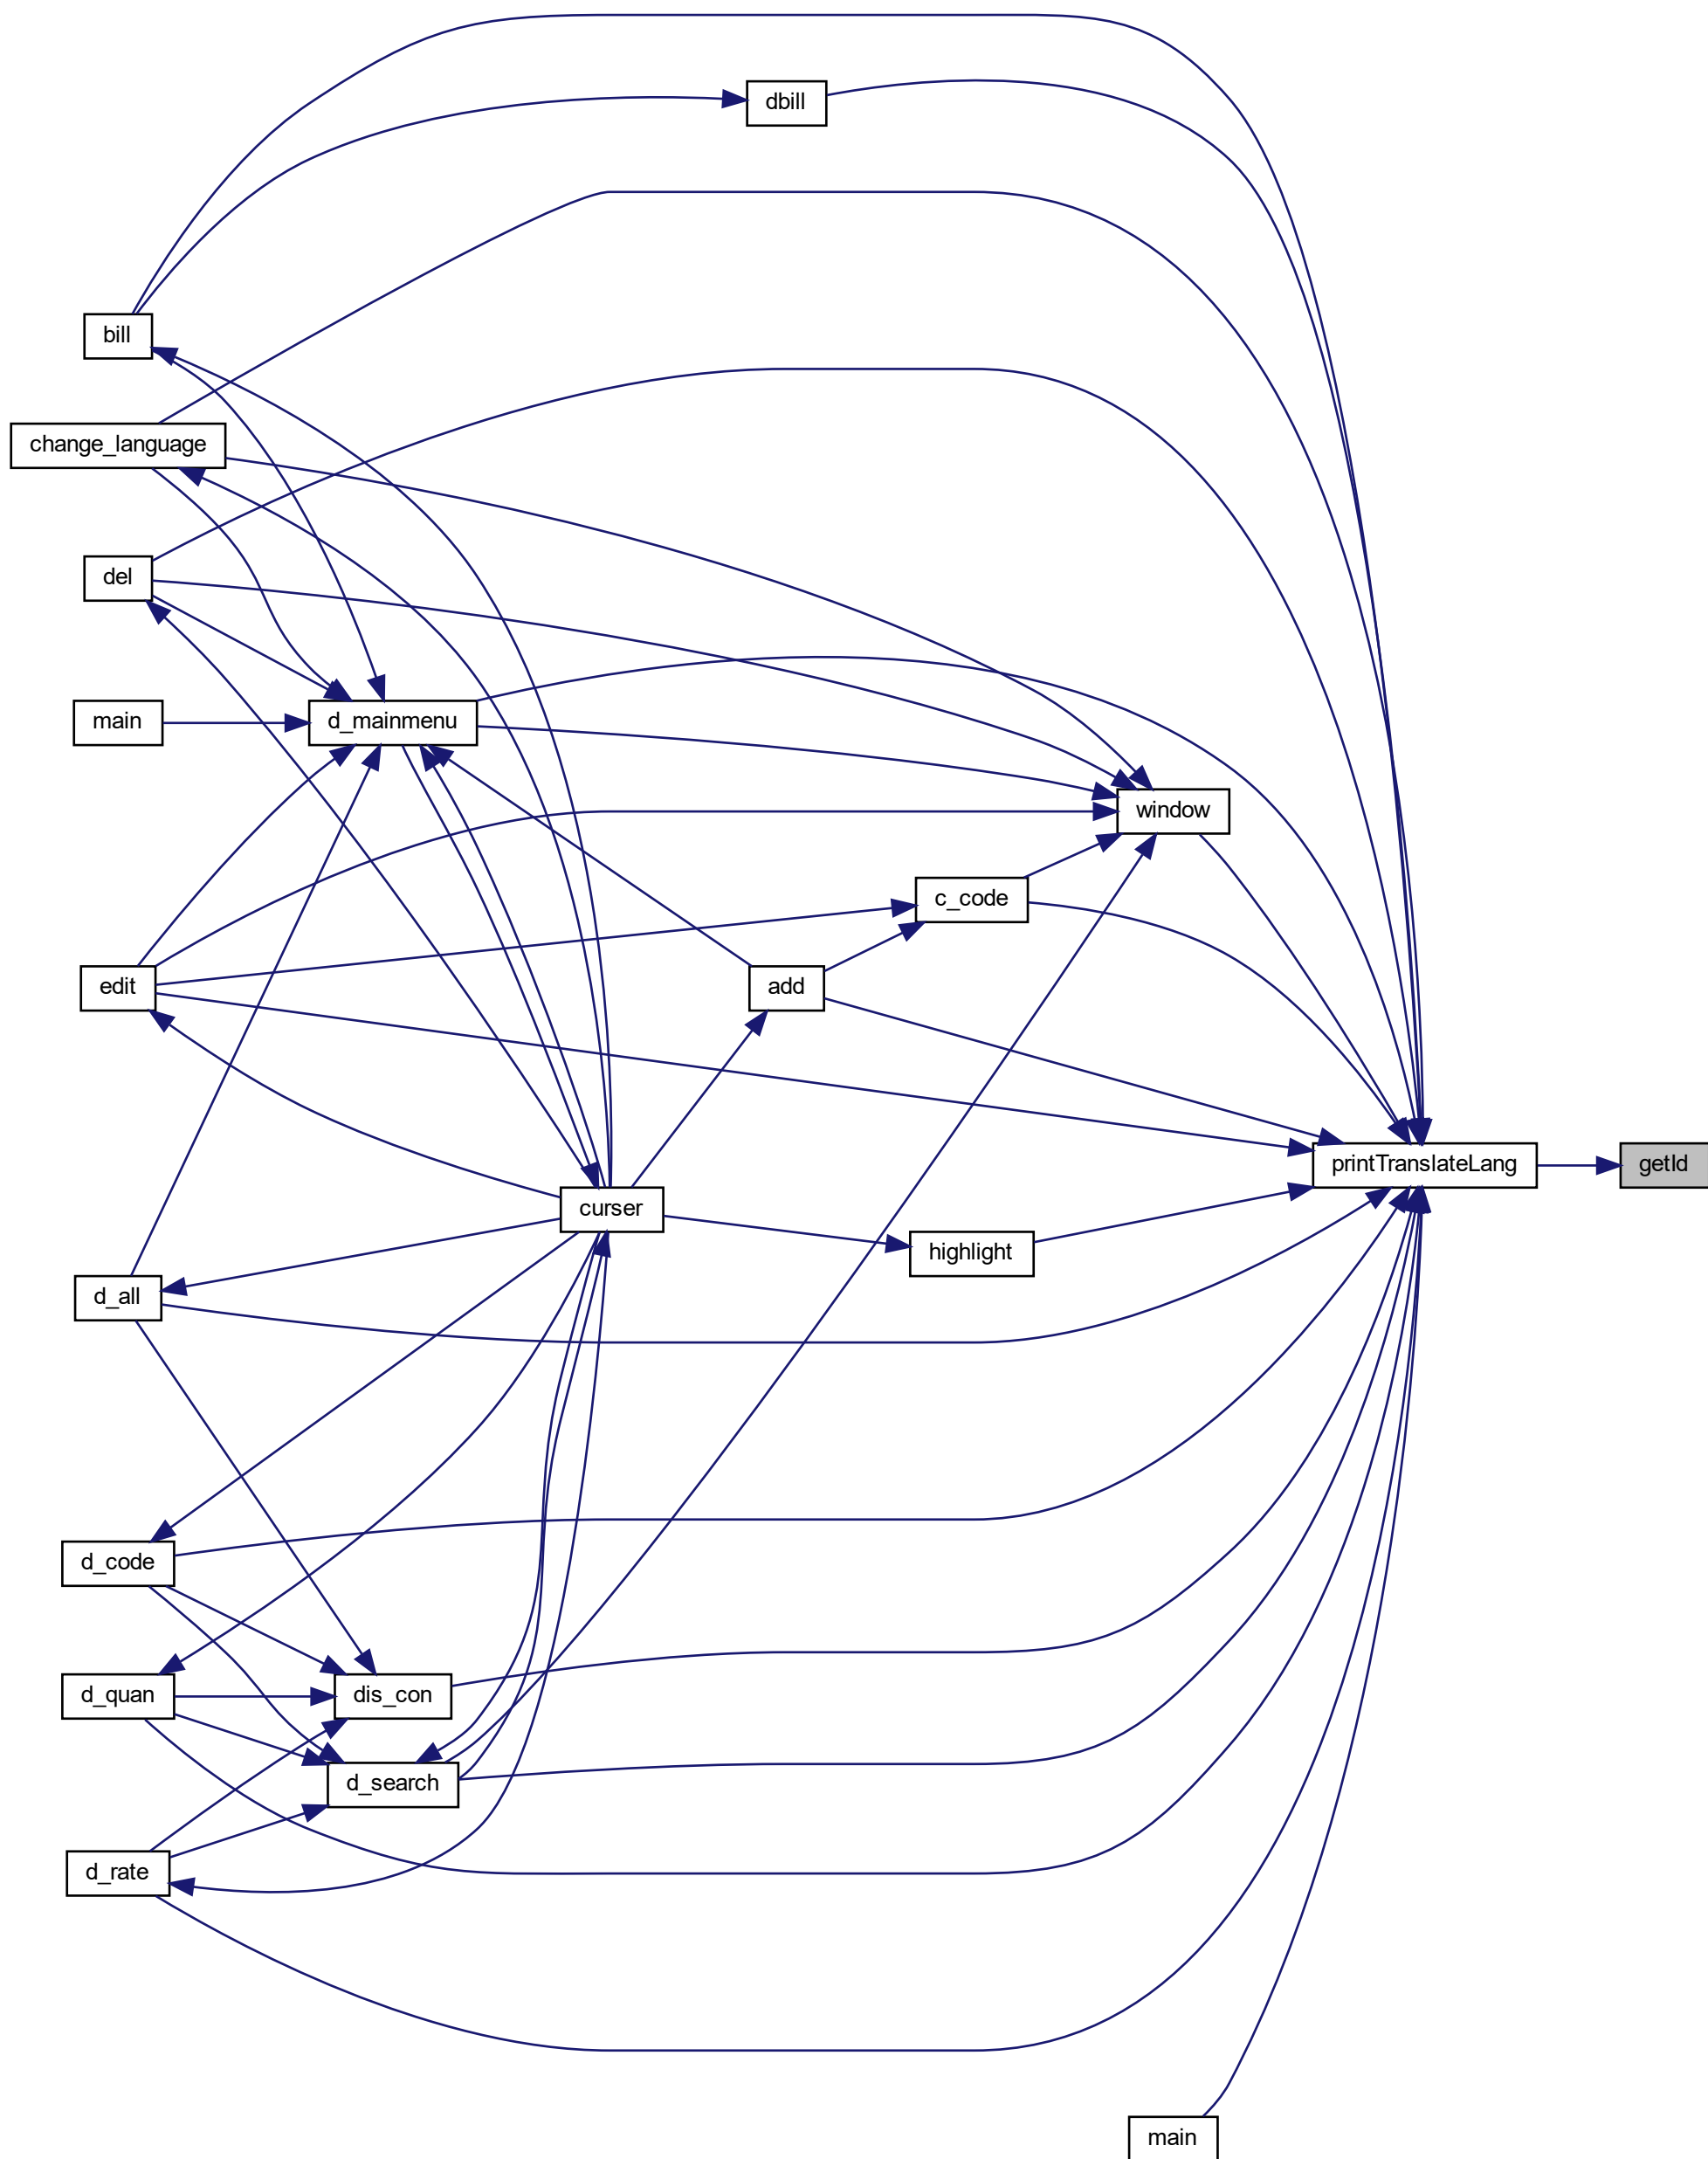 dbill
bill
change_language
del
main
d_mainmenu
window
c_code
edit
add
printTranslateLang
getId
curser
highlight
d_all
d_code
d_quan
dis_con
d_search
d_rate
main